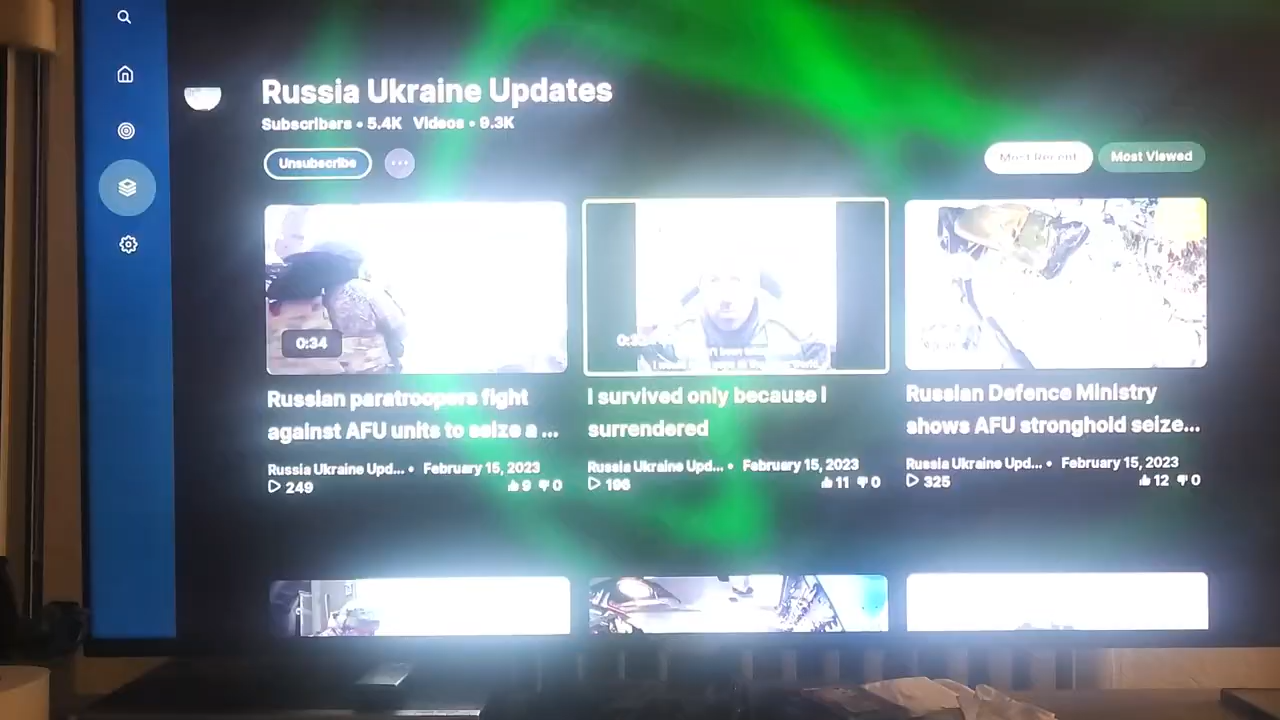 Russia Ukraine Updates
Subscribers • 5.4K Videos • 9.3K
Unsubscribe
Most Recent
Most Viewed
0:34
Russian paratroopers fight
against AFU units to seize a ...
Russia Ukraine Upd... • February 15, 2023
249
9 0
I survived only because I
surrendered
Russia Ukraine Upd... • February 15, 2023
196
11 0
Russian Defence Ministry
shows AFU stronghold seize...
Russia Ukraine Upd... • February 15, 2023
325
12 0